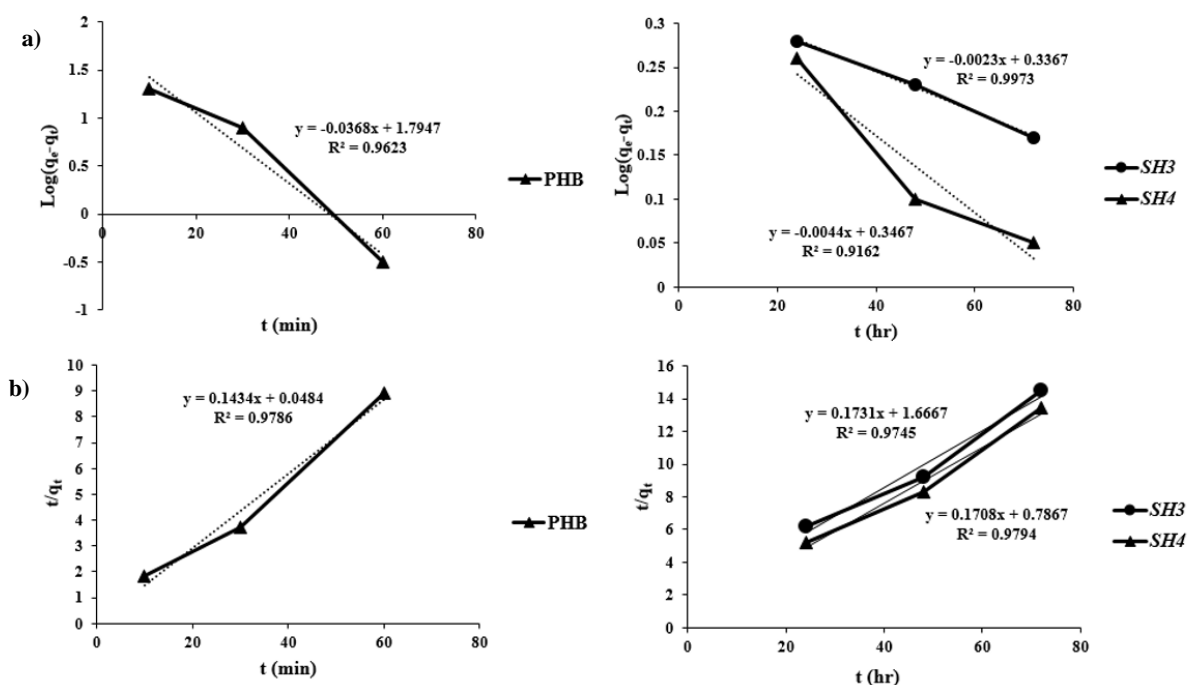 a)
2
1.5
1
0.5
0
-0.5
-1
Log(qe-qt)
0
20
40
60
80
t (min)
y = -0.0368x + 1.7947
R² = 0.9623
PHB
0.3
0.25
0.2
0.15
0.1
0.05
0
Log(qe-qt)
0
20
40
60
80
t (hr)
y = -0.0023x + 0.3367
R² = 0.9973
y = -0.0044x + 0.3467
R² = 0.9162
SH3
SH4
b)
10
9
8
7
6
5
4
3
2
1
0
t/qt
0
20
40
60
80
t (min)
y = 0.1434x + 0.0484
R² = 0.9786
PHB
16
14
12
10
8
6
4
2
0
t/qt
0
20
40
60
80
t (hr)
y = 0.1731x + 1.6667
R² = 0.9745
y = 0.1708x + 0.7867
R² = 0.9794
SH3
SH4